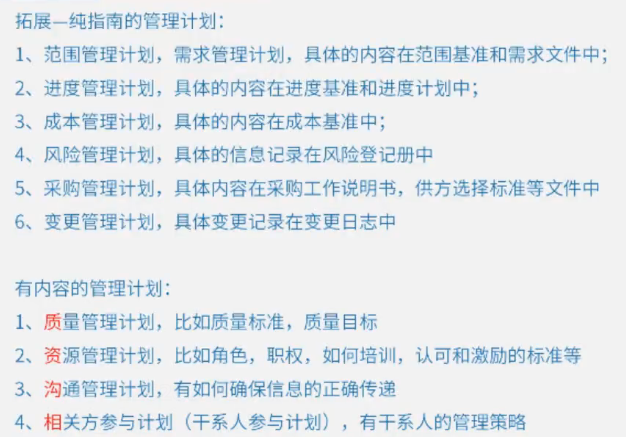 拓展—纯指南的管理计划：
1、范围管理计划，需求管理计划，具体的内容在范围基准和需求文件中；
2、进度管理计划，具体的内容在进度基准和进度计划中；
3、成本管理计划，具体的内容在成本基准中；
4、风险管理计划，具体的信息记录在风险登记册中
5、采购管理计划，具体内容在采购工作说明书，供方选择标准等文件中
6、变更管理计划，具体变更记录在变更日志中
有内容的管理计划：
1、质量管理计划，比如质量标准，质量目标
2、资源管理计划，比如角色，职权，如何培训，认可和激励的标准等
3、沟通管理计划，有如何确保信息的正确传递
4、相关方参与计划（干系人参与计划），有干系人的管理策略